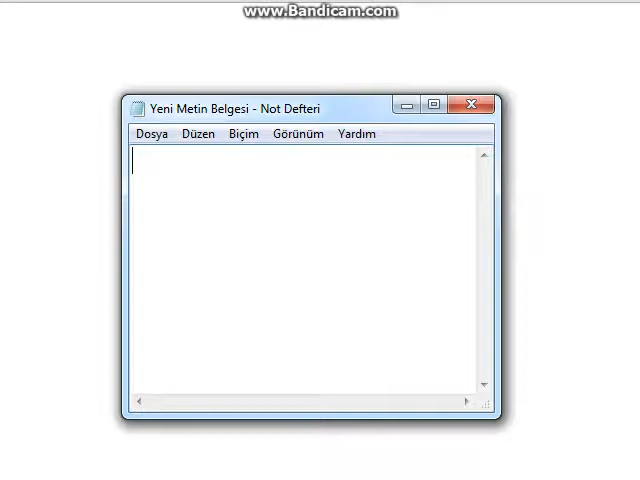 www.Bandicam.com
Yeni Metin Belgesi - Not Defteri
Dosya Düzen Biçim Görünüm Yardım